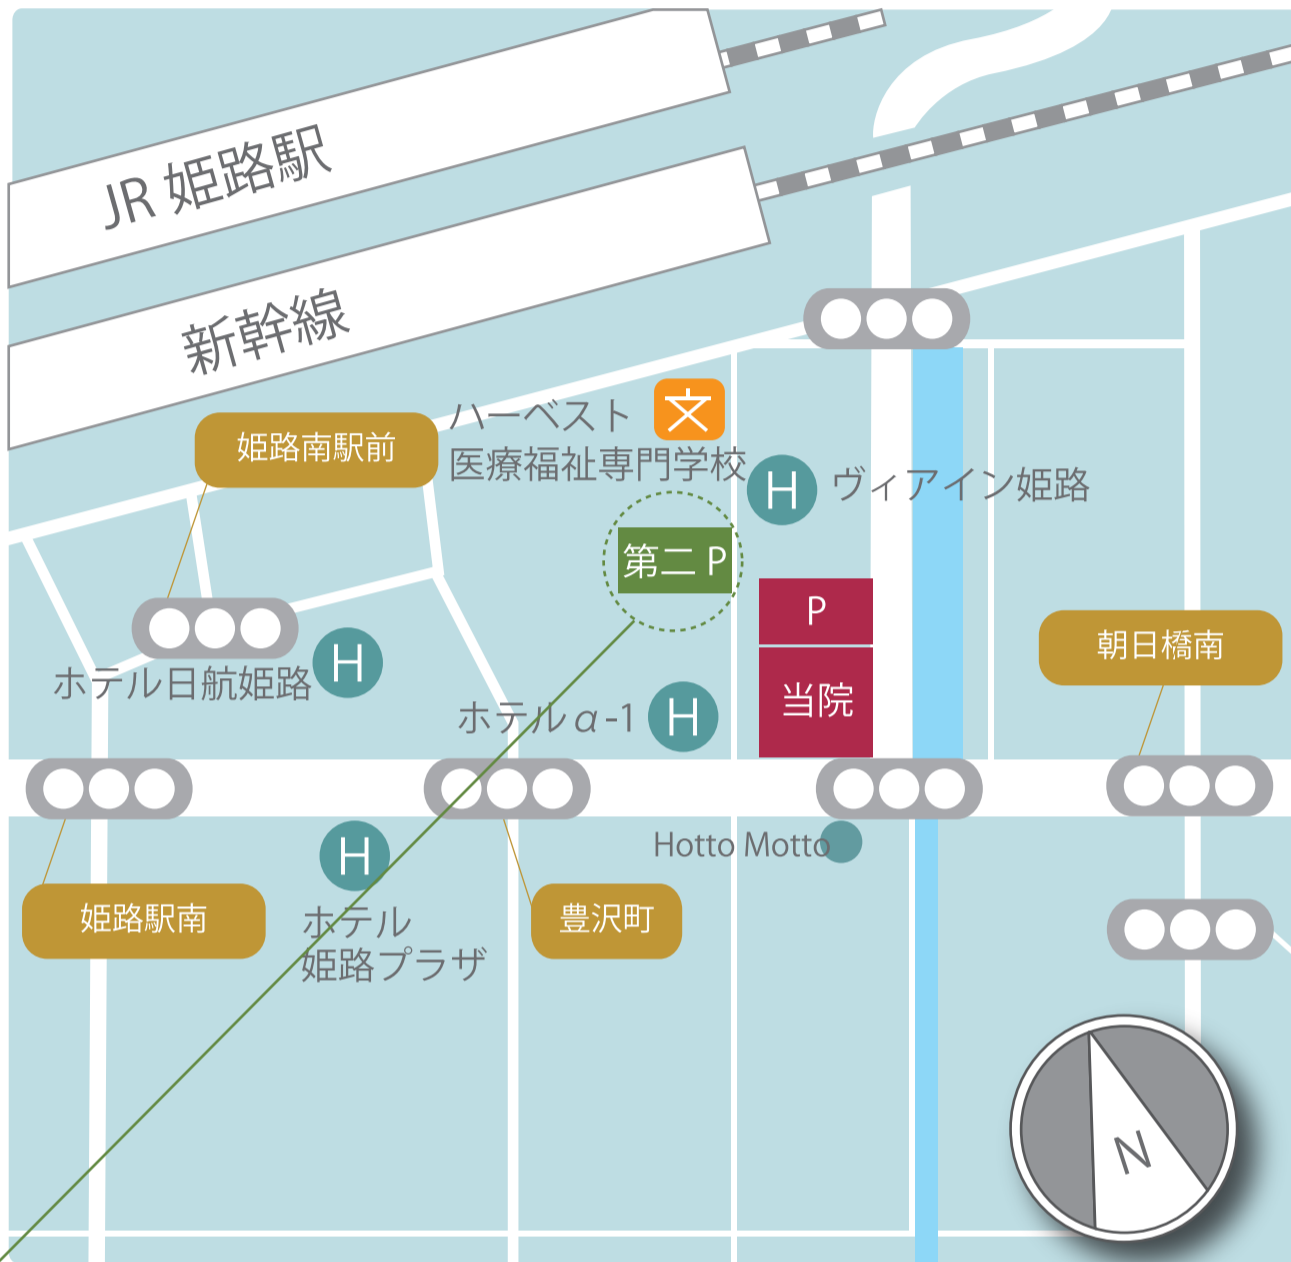 JR 姫路駅
新幹線
姫路南駅前
ハーベスト
医療福祉専門学校
文
H
ヴィアイン姫路
第二 P
P
当院
朝日橋南
H
ホテル日航姫路
ホテルα-1
H
Hotto Motto
H
ホテル
姫路プラザ
姫路駅南
豊沢町
N